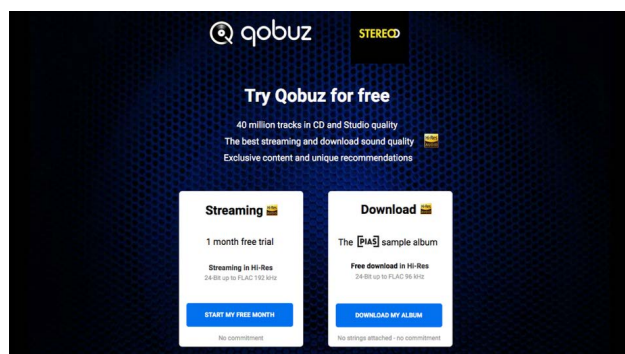 qobuz
STEREO
Try Qobuz for free
40 million tracks in CD and Studio quality
The best streaming and download sound quality
Exclusive content and unique recommendations
Streaming
1 month free trial
Streaming in Hi-Res
24-Bit up to FLAC 192 kHz
START MY FREE MONTH
No commitment
Download
The [PIAS] sample album
Free download in Hi-Res
24-Bit up to FLAC 96 kHz
DOWNLOAD MY ALBUM
No strings attached - no commitment